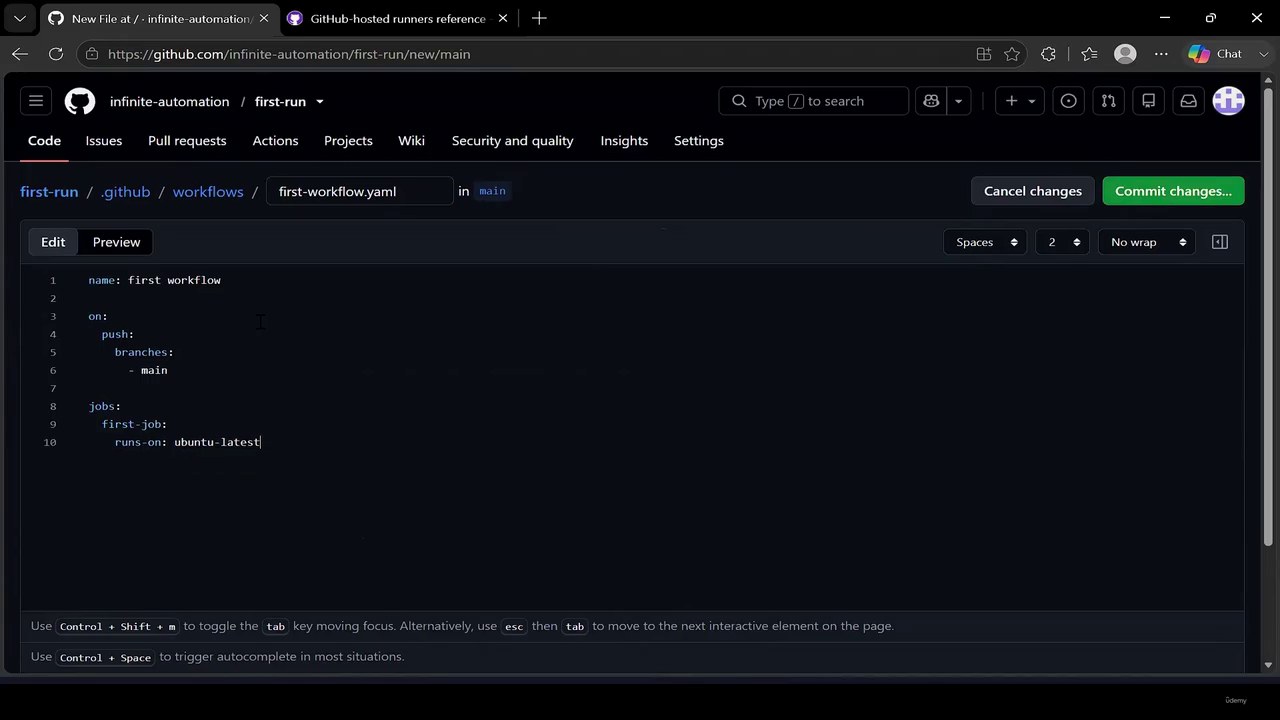 New File at / · infinite-automation/
GitHub-hosted runners reference
https://github.com/infinite-automation/first-run/new/main
Chat
infinite-automation / first-run
Type / to search
Code Issues Pull requests Actions Projects Wiki Insights Security and quality Settings
first-run / .github / workflows / first-workflow.yaml in main
Cancel changes
Commit changes...
Edit Preview
Spaces 2 No wrap
1 name: first workflow
2
3 on:
4 push:
5 branches:
6 - main
7
8 jobs:
9 first-job:
10 runs-on: ubuntu-latest
Use Control + Shift + m to toggle the tab key moving focus. Alternatively, use esc then tab to move to the next interactive element on the page.
Use Control + Space to trigger autocomplete in most situations.
ûdemy